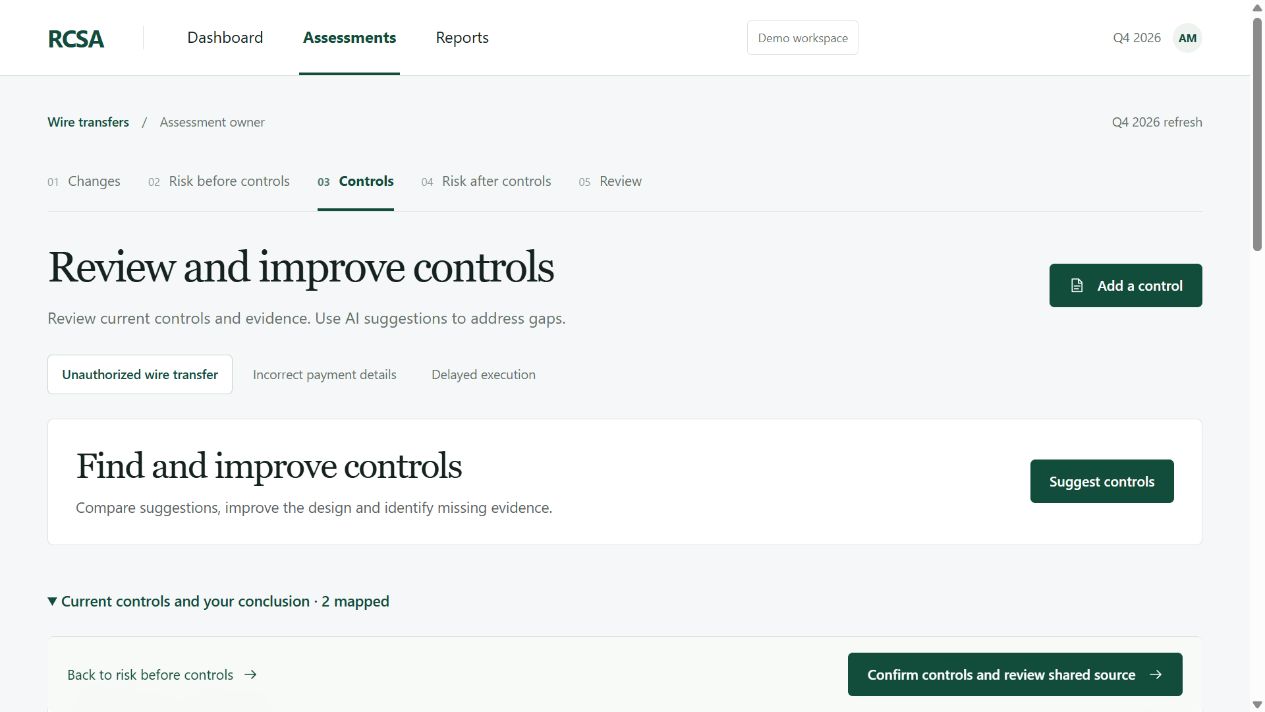 RCSA
Dashboard
Assessments
Reports
Demo workspace
Q4 2026
AM
Wire transfers / Assessment owner
Q4 2026 refresh
01 Changes
02 Risk before controls
03 Controls
04 Risk after controls
05 Review
Review and improve controls
Add a control
Review current controls and evidence. Use AI suggestions to address gaps.
Unauthorized wire transfer
Incorrect payment details
Delayed execution
Find and improve controls
Suggest controls
Compare suggestions, improve the design and identify missing evidence.
▼ Current controls and your conclusion · 2 mapped
Back to risk before controls →
Confirm controls and review shared source →